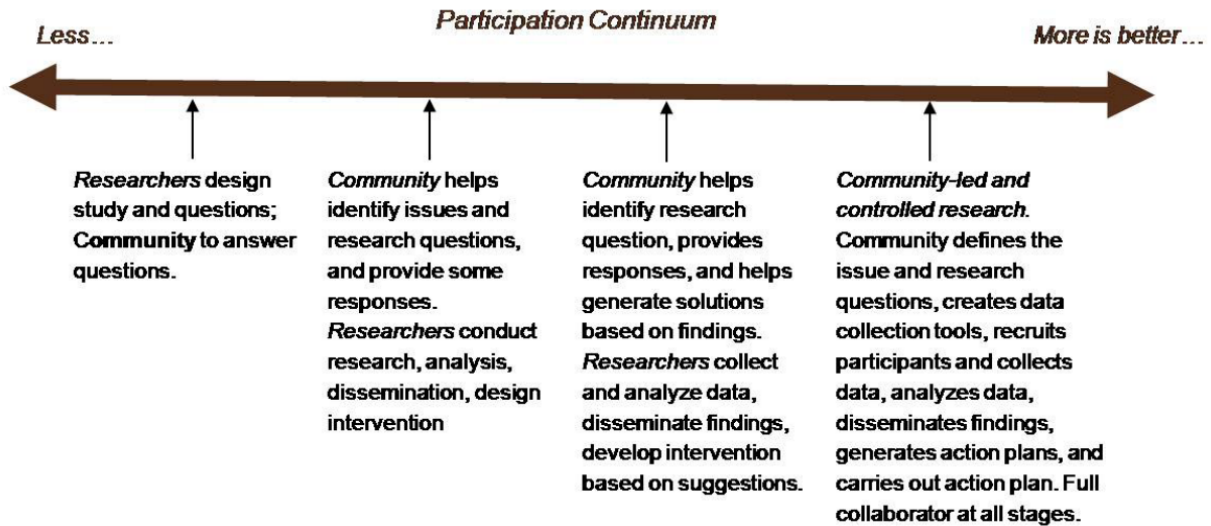 Participation Continuum
Less…
More is better…
Researchers design
study and questions;
Community to answer
questions.
Community helps
identify issues and
research questions,
and provide some
responses.
Researchers conduct
research, analysis,
dissemination, design
intervention
Community helps
identify research
question, provides
responses, and helps
generate solutions
based on findings.
Researchers collect
and analyze data,
disseminate findings,
develop intervention
based on suggestions.
Community-led and
controlled research.
Community defines the
issue and research
questions, creates data
collection tools, recruits
participants and collects
data, analyzes data,
disseminates findings,
generates action plans, and
carries out action plan. Full
collaborator at all stages.